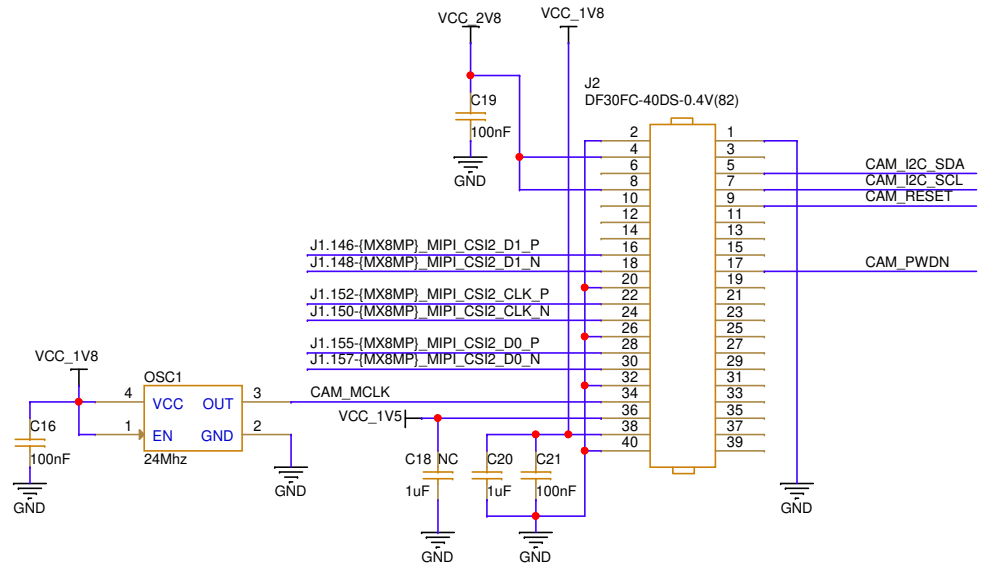 VCC_2V8
VCC_1V8
J2
DF30FC-40DS-0.4V(82)
C19
100nF
GND
2
1
4
3
6
5
CAM_I2C_SDA
8
7
CAM_I2C_SCL
10
9
CAM_RESET
12
11
14
13
J1.146-{MX8MP}_MIPI_CSI2_D1_P
16
15
J1.148-{MX8MP}_MIPI_CSI2_D1_N
18
17
CAM_PWDN
20
19
J1.152-{MX8MP}_MIPI_CSI2_CLK_P
22
21
J1.150-{MX8MP}_MIPI_CSI2_CLK_N
24
23
26
25
J1.155-{MX8MP}_MIPI_CSI2_D0_P
28
27
J1.157-{MX8MP}_MIPI_CSI2_D0_N
30
29
32
31
CAM_MCLK
34
33
VCC_1V5
36
35
38
37
40
39
VCC_1V8
OSC1
4
VCC
OUT
3
1
EN
GND
2
24Mhz
C16
100nF
GND
GND
C18
NC
1uF
GND
C20
1uF
C21
100nF
GND
GND